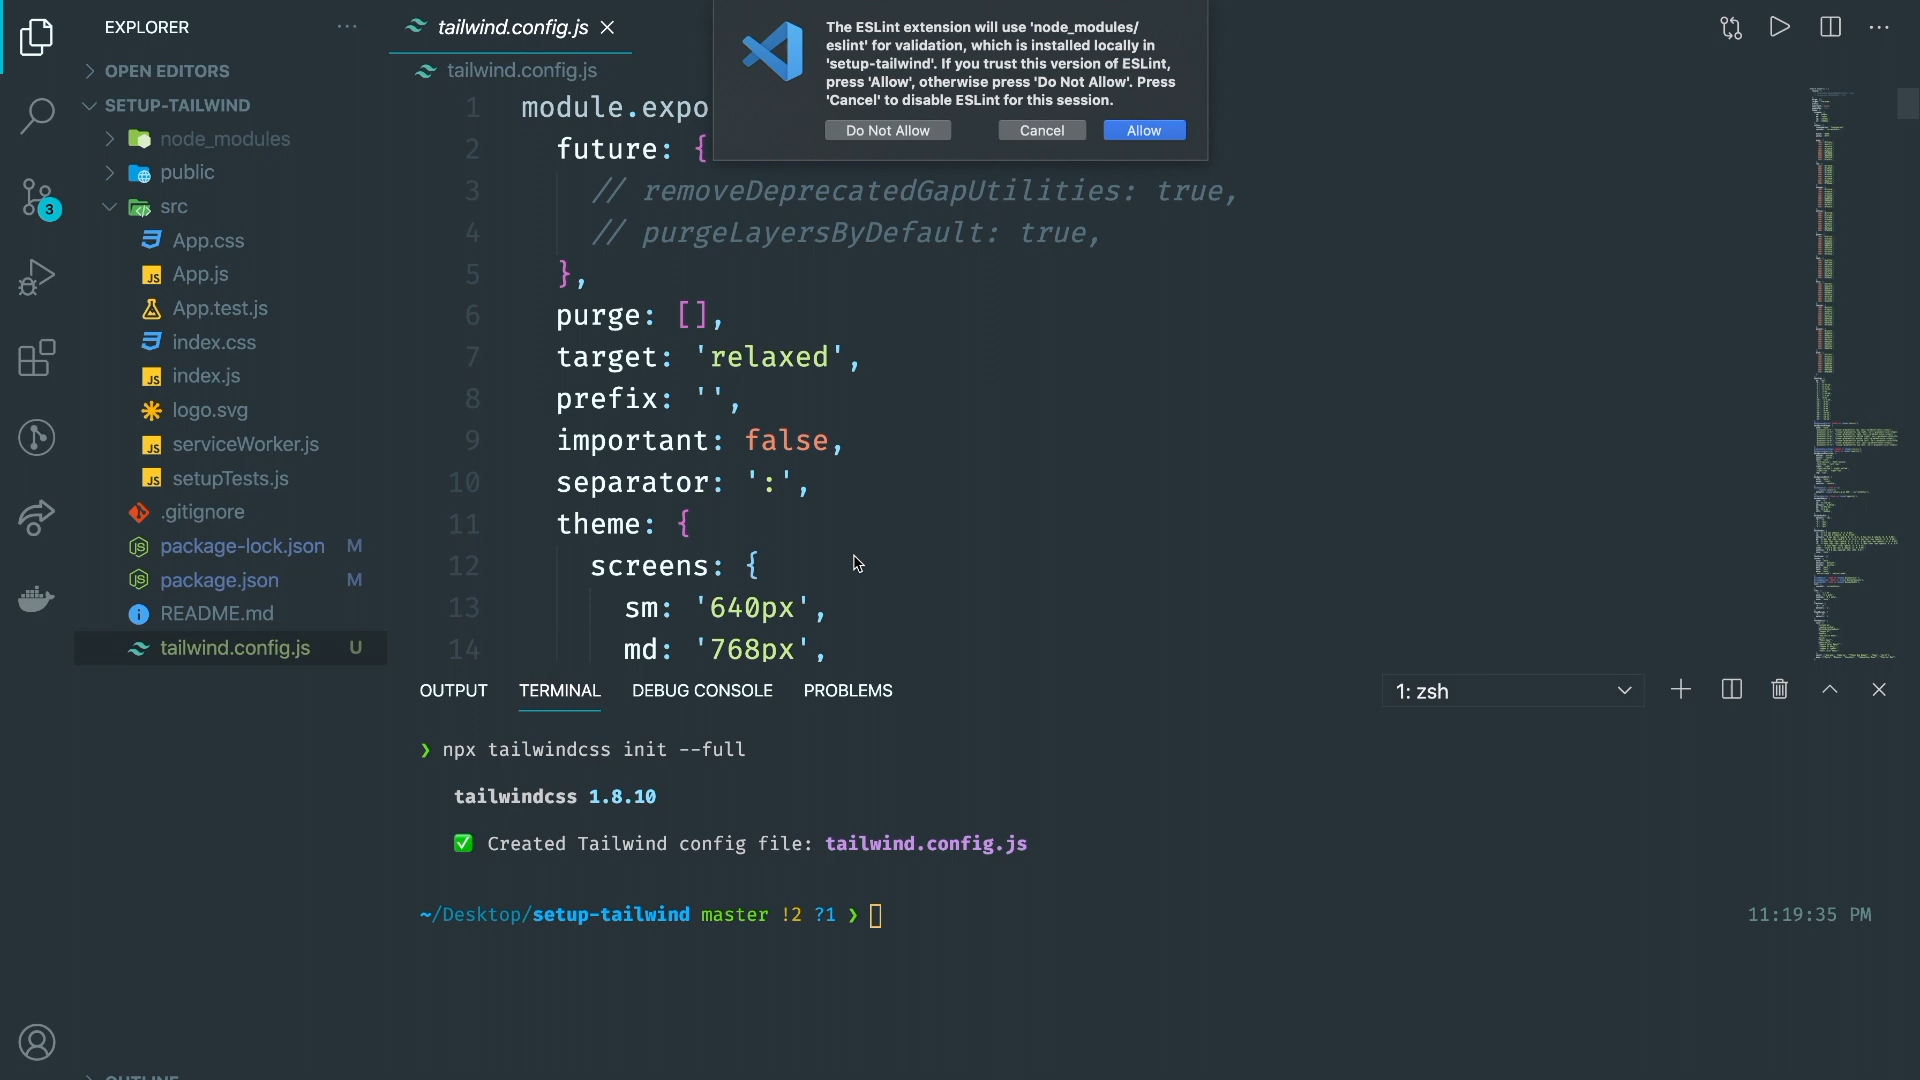 EXPLORER
OPEN EDITORS
SETUP-TAILWIND
node_modules
public
src
App.css
App.js
App.test.js
index.css
index.js
logo.svg
serviceWorker.js
setupTests.js
.gitignore
package-lock.json M
package.json M
README.md
tailwind.config.js U
3
tailwind.config.js
tailwind.config.js
The ESLint extension will use 'node_modules/
eslint' for validation, which is installed locally in
'setup-tailwind'. If you trust this version of ESLint,
press 'Allow', otherwise press 'Do Not Allow'. Press
'Cancel' to disable ESLint for this session.
Do Not Allow Cancel Allow
1 module.expo
2 future: {
3 // removeDeprecatedGapUtilities: true,
4 // purgeLayersByDefault: true,
5 },
6 purge: [],
7 target: 'relaxed',
8 prefix: '',
9 important: false,
10 separator: ':',
11 theme: {
12 screens: {
13 sm: '640px',
14 md: '768px',
OUTPUT TERMINAL DEBUG CONSOLE PROBLEMS
1: zsh
❯ npx tailwindcss init --full
tailwindcss 1.8.10
✅ Created Tailwind config file: tailwind.config.js
~/Desktop/setup-tailwind master !2 ?1 ❯
11:19:35 PM